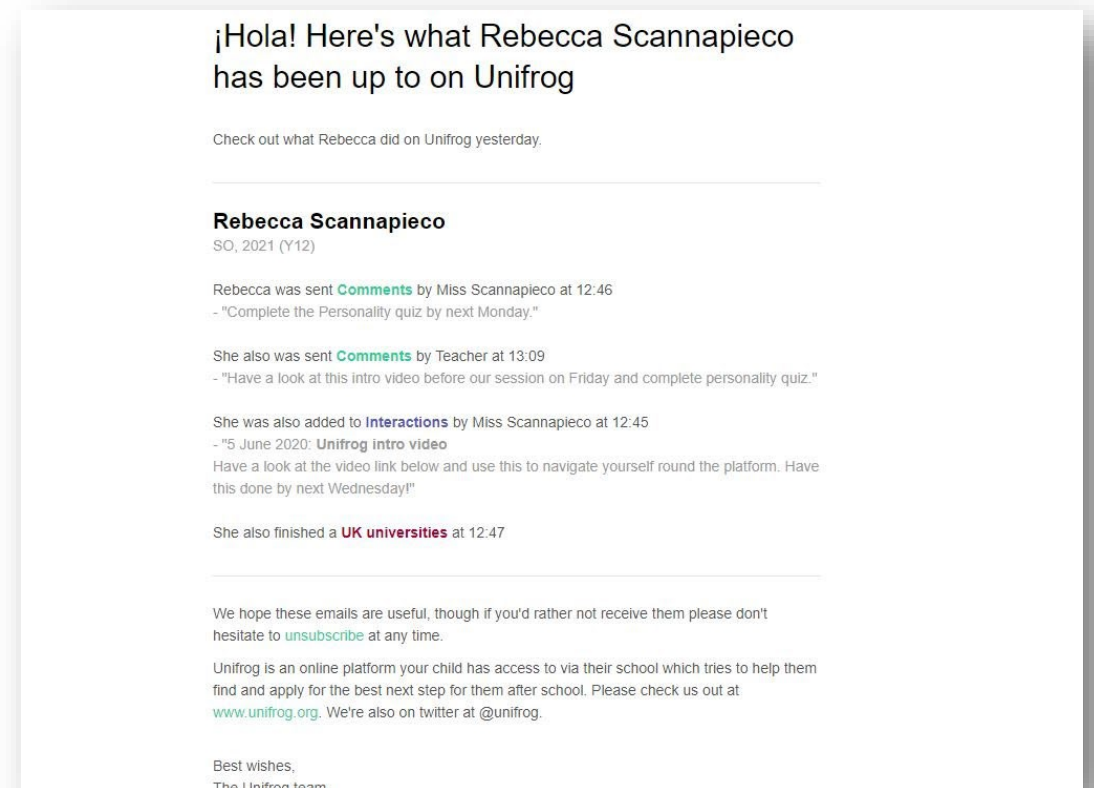 ¡Hola! Here's what Rebecca Scannapieco
has been up to on Unifrog
Check out what Rebecca did on Unifrog yesterday.
Rebecca Scannapieco
SO, 2021 (Y12)
Rebecca was sent Comments by Miss Scannapieco at 12:46
- "Complete the Personality quiz by next Monday."
She also was sent Comments by Teacher at 13:09
- "Have a look at this intro video before our session on Friday and complete personality quiz."
She was also added to Interactions by Miss Scannapieco at 12:45
- "5 June 2020: Unifrog intro video
Have a look at the video link below and use this to navigate yourself round the platform. Have
this done by next Wednesday!"
She also finished a UK universities at 12:47
We hope these emails are useful, though if you'd rather not receive them please don't
hesitate to unsubscribe at any time.
Unifrog is an online platform your child has access to via their school which tries to help them
find and apply for the best next step for them after school. Please check us out at
www.unifrog.org. We're also on twitter at @unifrog.
Best wishes,
The Unifrog team